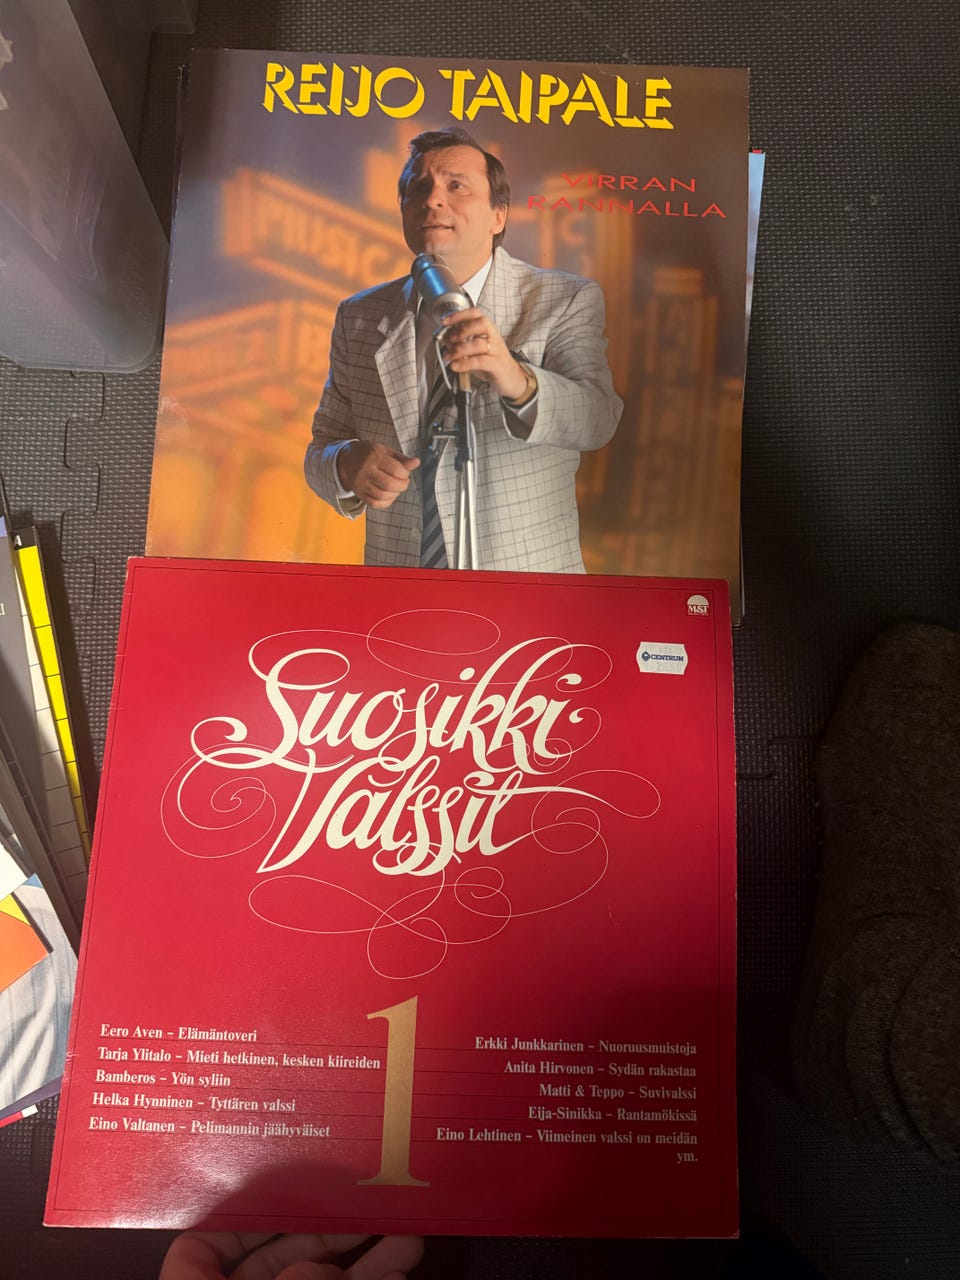 REIJO TAIPALE
VIRRAN
RANNALLA
MUSIC
M&T
CENTRUM
Suosikki
Valssit
1
Eero Aven – Elämäntoveri
Tarja Ylitalo – Mieti hetkinen, kesken kiireiden
Bamberos – Yön syliin
Helka Hynninen – Tyttären valssi
Eino Valtanen – Pelimannin jäähyväiset
Erkki Junkkarinen – Nuoruusmuistoja
Anita Hirvonen – Sydän rakastaa
Matti & Teppo – Suvivalssi
Eija-Sinikka – Rantamökissä
Eino Lehtinen – Viimeinen valssi on meidän
ym.